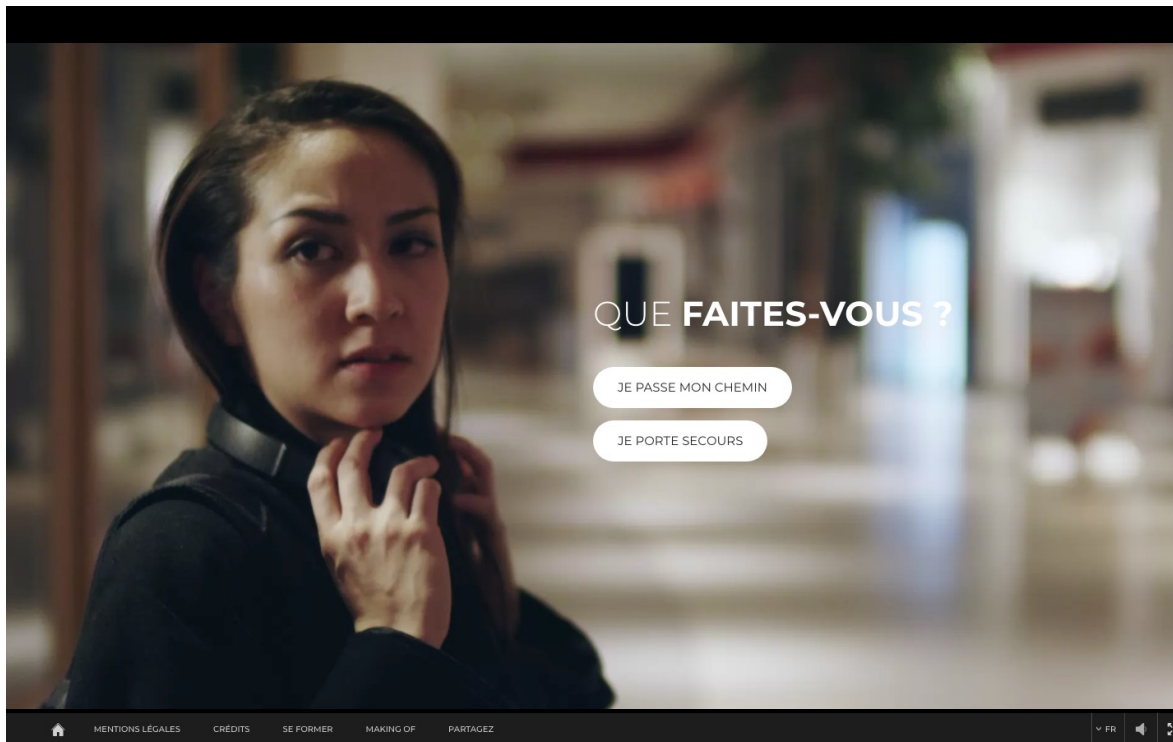 QUE FAITES-VOUS ?
JE PASSE MON CHEMIN
JE PORTE SECOURS
MENTIONS LÉGALES CRÉDITS SE FORMER MAKING OF PARTAGEZ FR